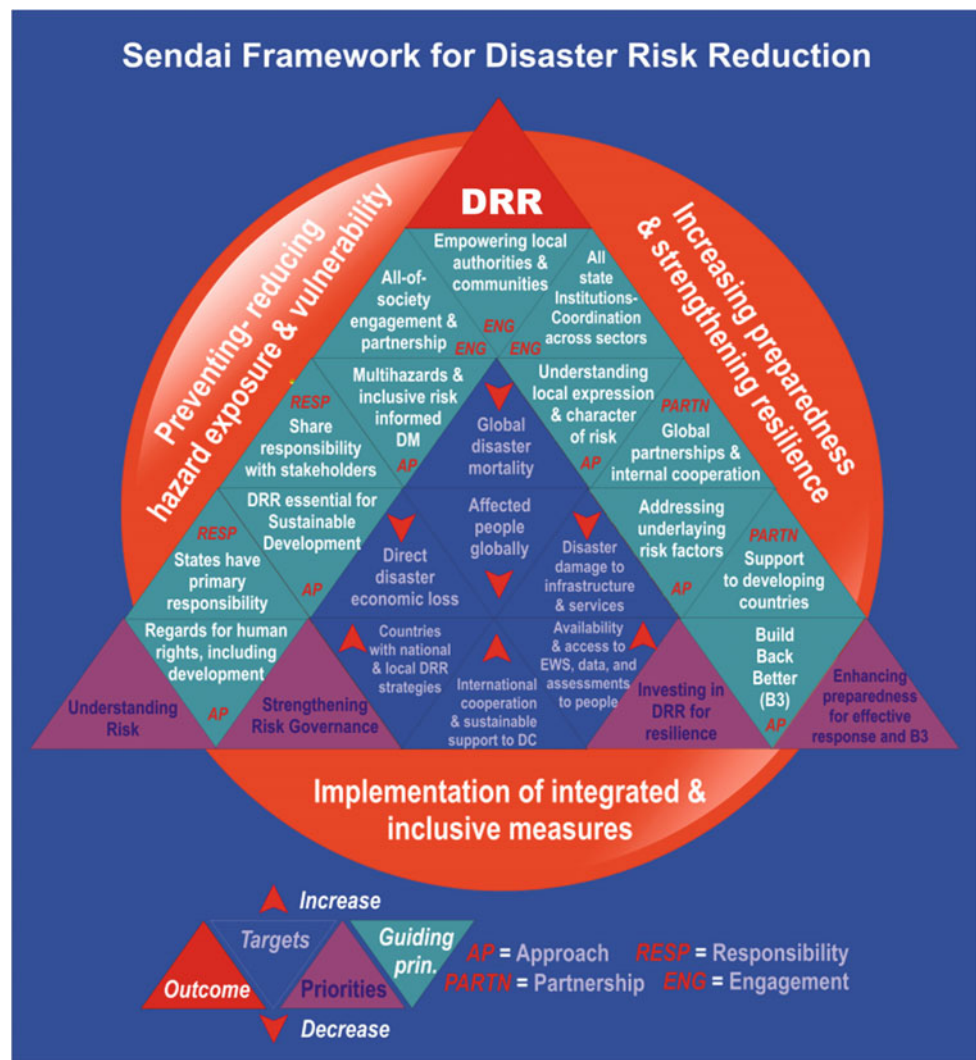 Sendai Framework for Disaster Risk Reduction
Preventing- reducing
hazard exposure & vulnerability
Increasing preparedness
& strengthening resilience
DRR
Empowering local
authorities &
communities
ENG
All-of-
society
engagement &
partnership
ENG
All
state
Institutions-
Coordination
across sectors
ENG
RESP
Share
responsibility
with stakeholders
Multihazards &
inclusive risk
informed
DM
AP
Global
disaster
mortality
Understanding
local expression
& character
of risk
AP
PARTN
Global
partnerships &
internal cooperation
RESP
States have
primary
responsibility
DRR essential for
Sustainable
Development
AP
Direct
disaster
economic loss
Affected
people
globally
Disaster
damage to
infrastructure
& services
Addressing
underlaying
risk factors
AP
PARTN
Support
to developing
countries
Understanding
Risk
Regards for human
rights, including
development
AP
Strengthening
Risk Governance
Countries
with national
& local DRR
strategies
International
cooperation
& sustainable
support to DC
Availability
& access to
EWS, data, and
assessments
to people
Investing in
DRR for
resilience
Build
Back
Better
(B3)
AP
Enhancing
preparedness
for effective
response and B3
Implementation of integrated &
inclusive measures
Increase
Targets
Guiding
prin.
Outcome
Priorities
Decrease
AP = Approach RESP = Responsibility
PARTN = Partnership ENG = Engagement